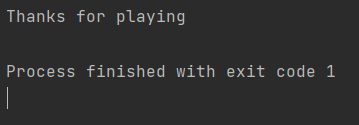 Thanks for playing
Process finished with exit code 1